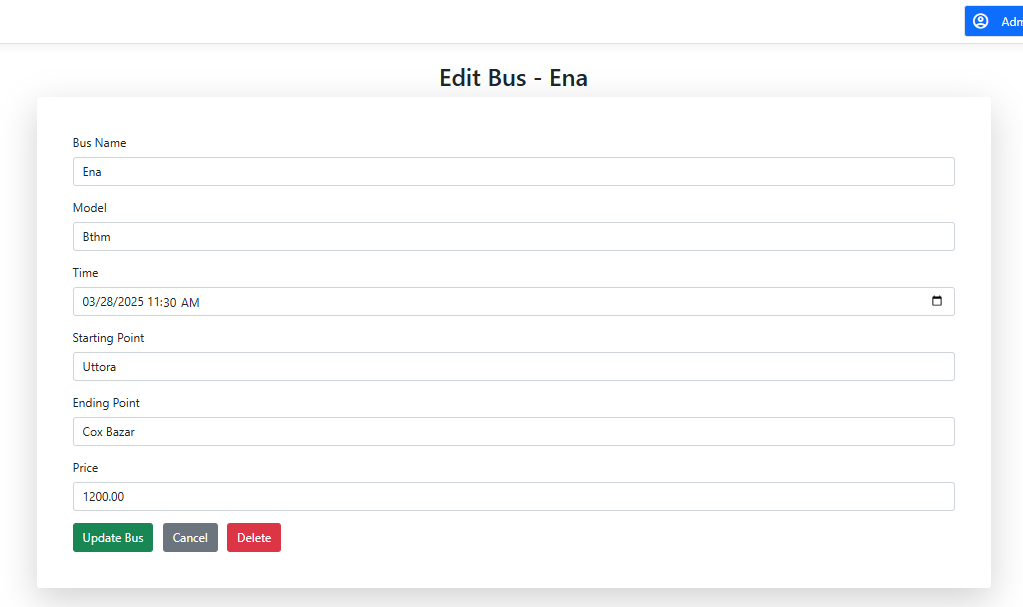 Adm
Edit Bus - Ena
Bus Name
Ena
Model
Bthm
Time
03/28/2025 11:30 AM
Starting Point
Uttora
Ending Point
Cox Bazar
Price
1200.00
Update Bus Cancel Delete